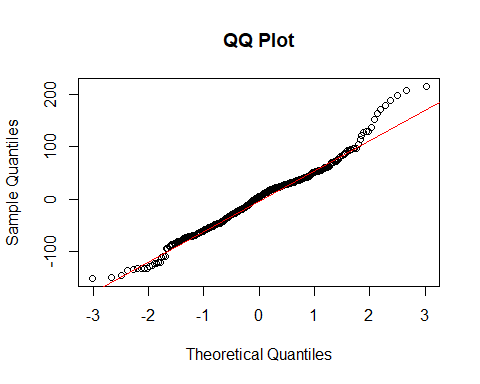 QQ Plot
Sample Quantiles
200
100
0
-100
-3 -2 -1 0 1 2 3
Theoretical Quantiles